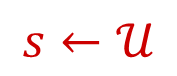 𝑠 ← 𝒰